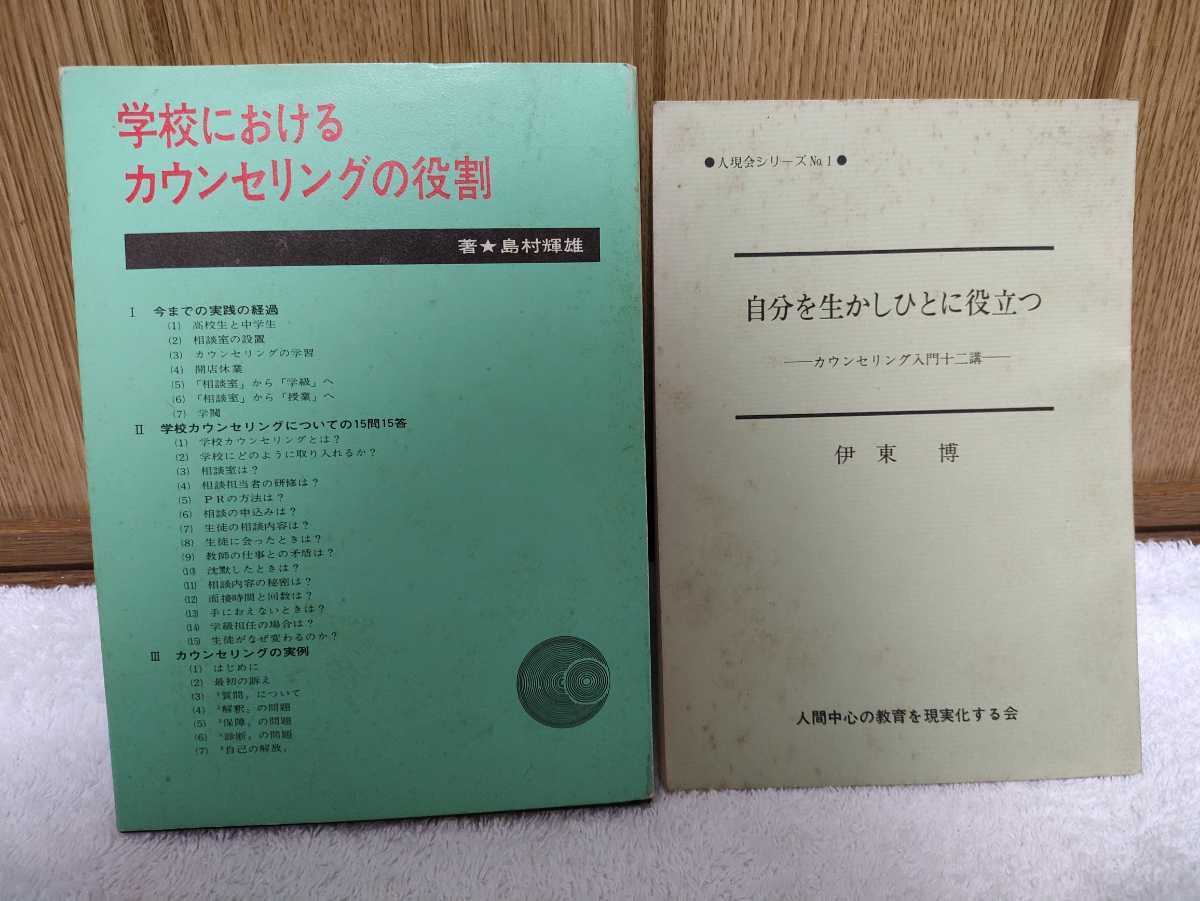 学校における
カウンセリングの役割
著★島村輝雄
I 今までの実践の経過
(1) 高校生と中学生
(2) 相談室の設置
(3) カウンセリングの学習
(4) 開店休業
(5) 「相談室」から「学級」へ
(6) 「相談室」から「授業」へ
(7) 学閥
II 学校カウンセリングについての15問15答
(1) 学校カウンセリングとは？
(2) 学校にどのように取り入れるか？
(3) 相談室は？
(4) 相談担当者の研修は？
(5) PRの方法は？
(6) 相談の申込みは？
(7) 生徒の相談内容は？
(8) 生徒に会ったときは？
(9) 教師の仕事との矛盾は？
(10) 沈黙したときは？
(11) 相談内容の秘密は？
(12) 面接時間と回数は？
(13) 手におえないときは？
(14) 学級担任の場合は？
(15) 生徒がなぜ変わるのか？
III カウンセリングの実例
(1) はじめに
(2) 最初の訴え
(3) 「質問」について
(4) 「解釈」の問題
(5) 「保障」の問題
(6) 「診断」の問題
(7) 「自己の解放」
●人現会シリーズ No.1●
自分を生かしひとに役立つ
――カウンセリング入門十二講――
伊東 博
人間中心の教育を現実化する会